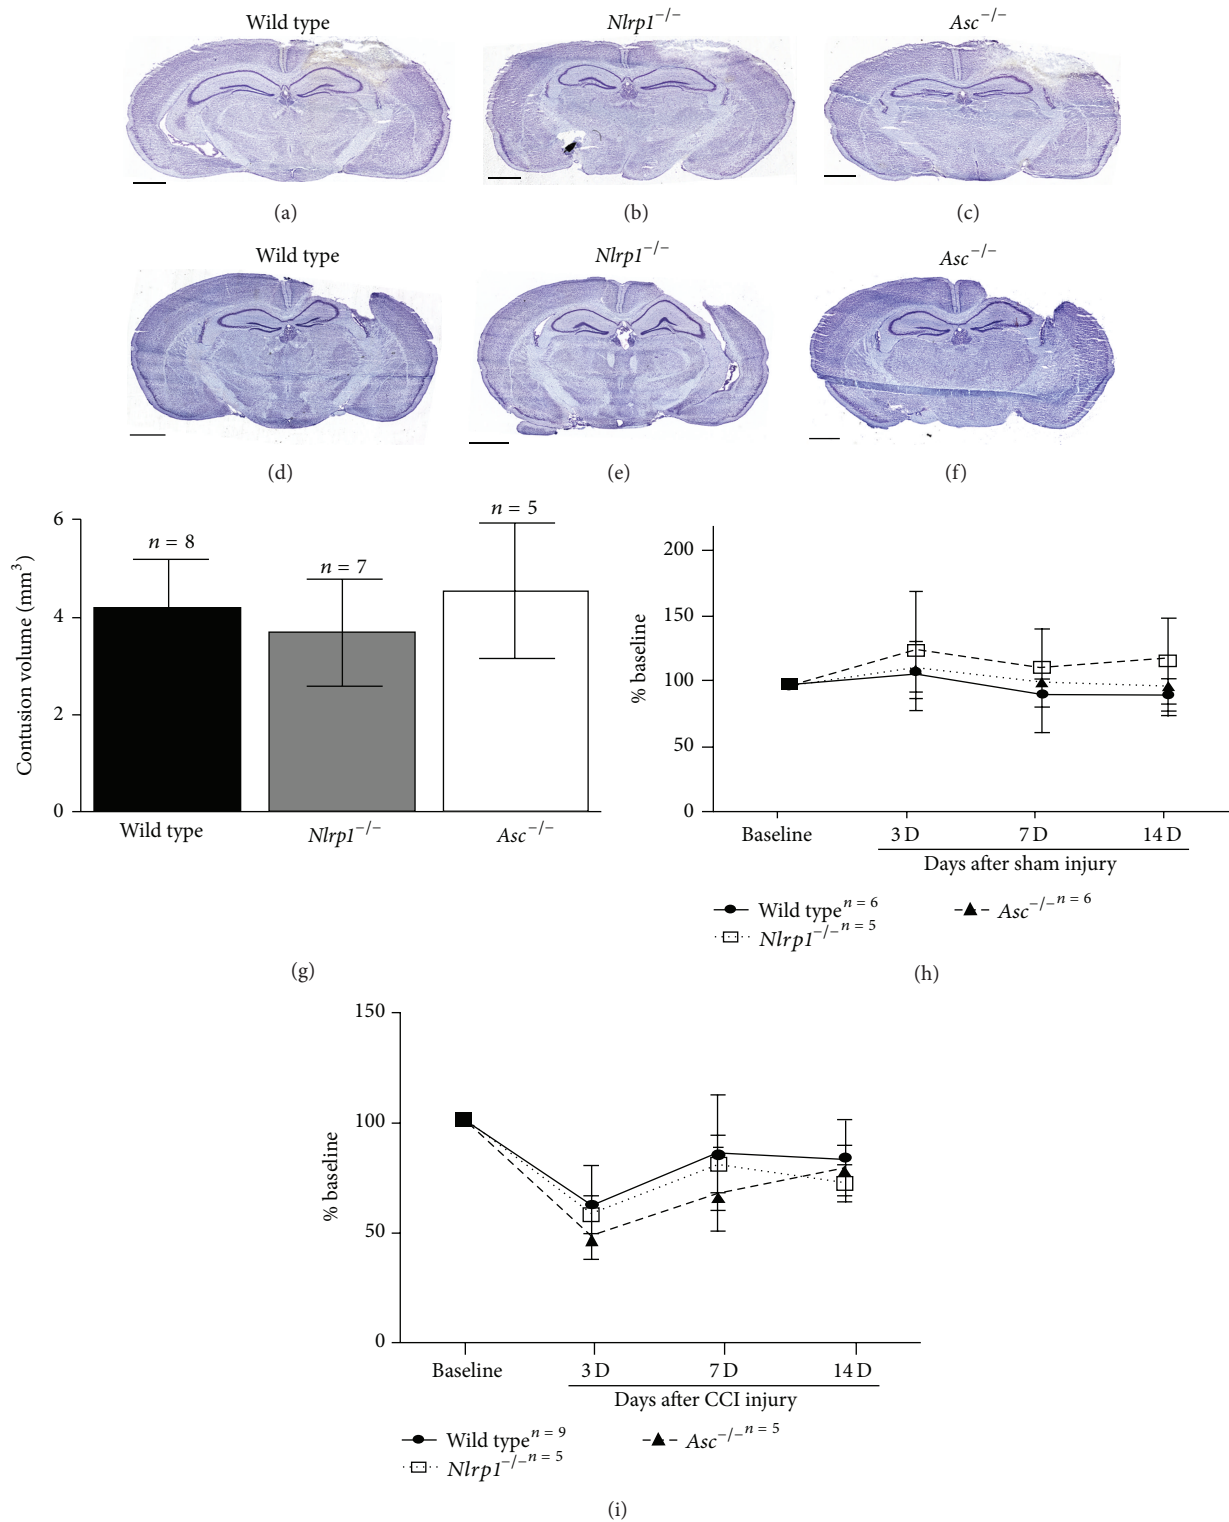 Wild type
Nlrp1−/−
Asc−/−
(a)
(b)
(c)
Wild type
Nlrp1−/−
Asc−/−
(d)
(e)
(f)
6
4
2
0
Contusion volume (mm3)
n = 8
n = 7
n = 5
Wild type
Nlrp1−/−
Asc−/−
(g)
200
150
100
50
0
% baseline
Baseline
3 D
7 D
14 D
Days after sham injury
Wild type n = 6
Asc−/− n = 6
Nlrp1−/− n = 5
(h)
150
100
50
0
% baseline
Baseline
3 D
7 D
14 D
Days after CCI injury
Wild type n = 9
Asc−/− n = 5
Nlrp1−/− n = 5
(i)